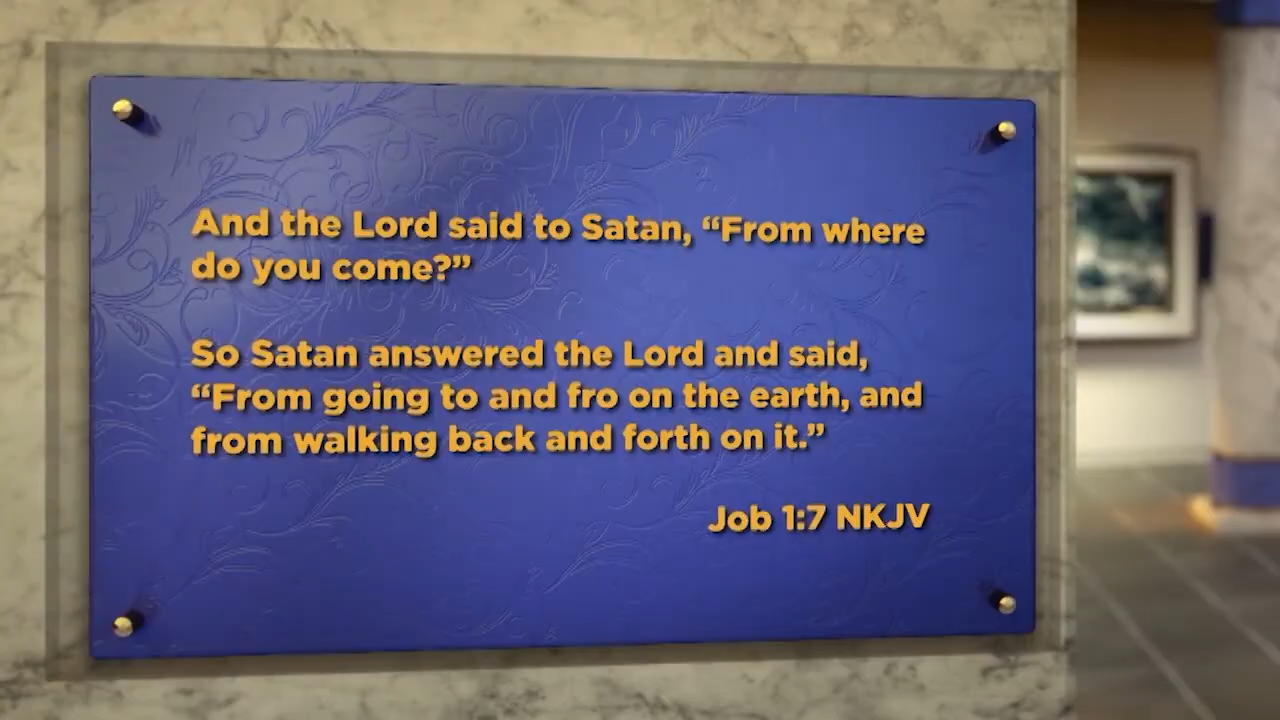 And the Lord said to Satan, “From where
do you come?”
So Satan answered the Lord and said,
“From going to and fro on the earth, and
from walking back and forth on it.”
Job 1:7 NKJV